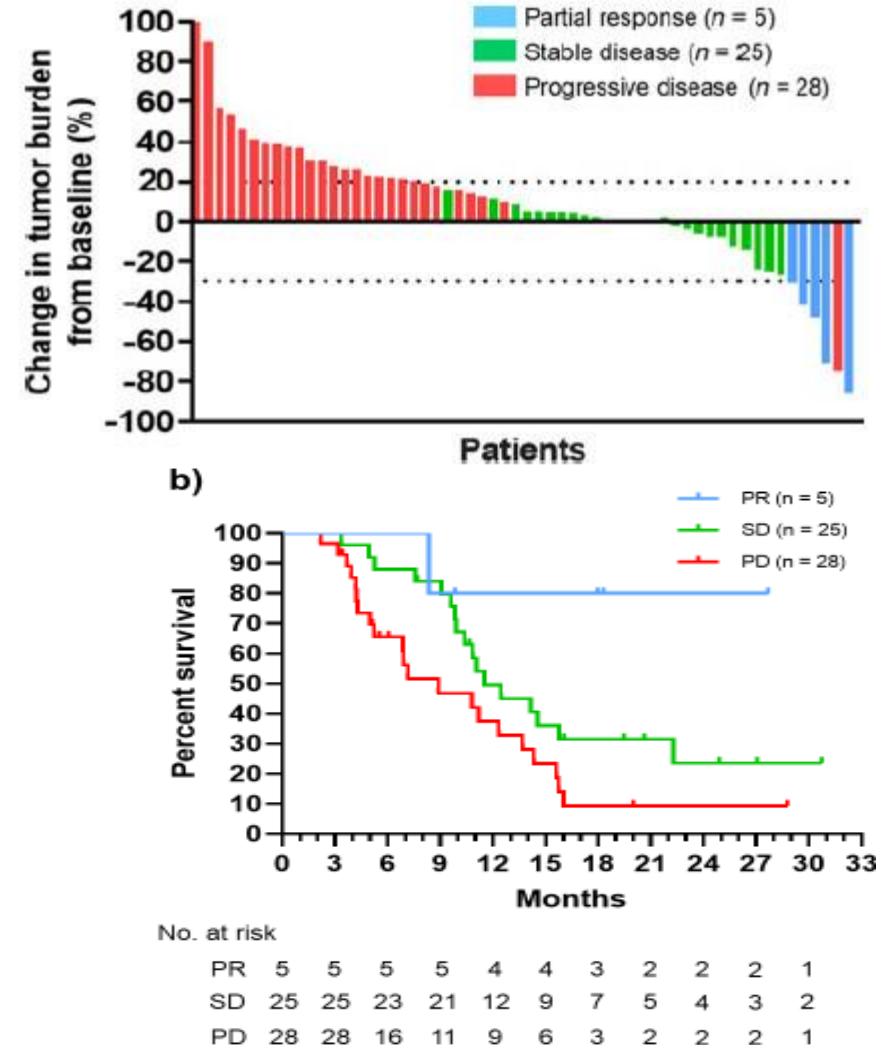 Partial response (n = 5)
Stable disease (n = 25)
Progressive disease (n = 28)
Change in tumor burden
from baseline (%)
100
80
60
40
20
0
-20
-40
-60
-80
-100
Patients
b)
PR (n = 5)
SD (n = 25)
PD (n = 28)
Percent survival
100
90
80
70
60
50
40
30
20
10
0
0 3 6 9 12 15 18 21 24 27 30 33
Months
No. at risk
PR 5 5 5 5 4 4 3 2 2 2 1
SD 25 25 23 21 12 9 7 5 4 3 2
PD 28 28 16 11 9 6 3 2 2 2 1